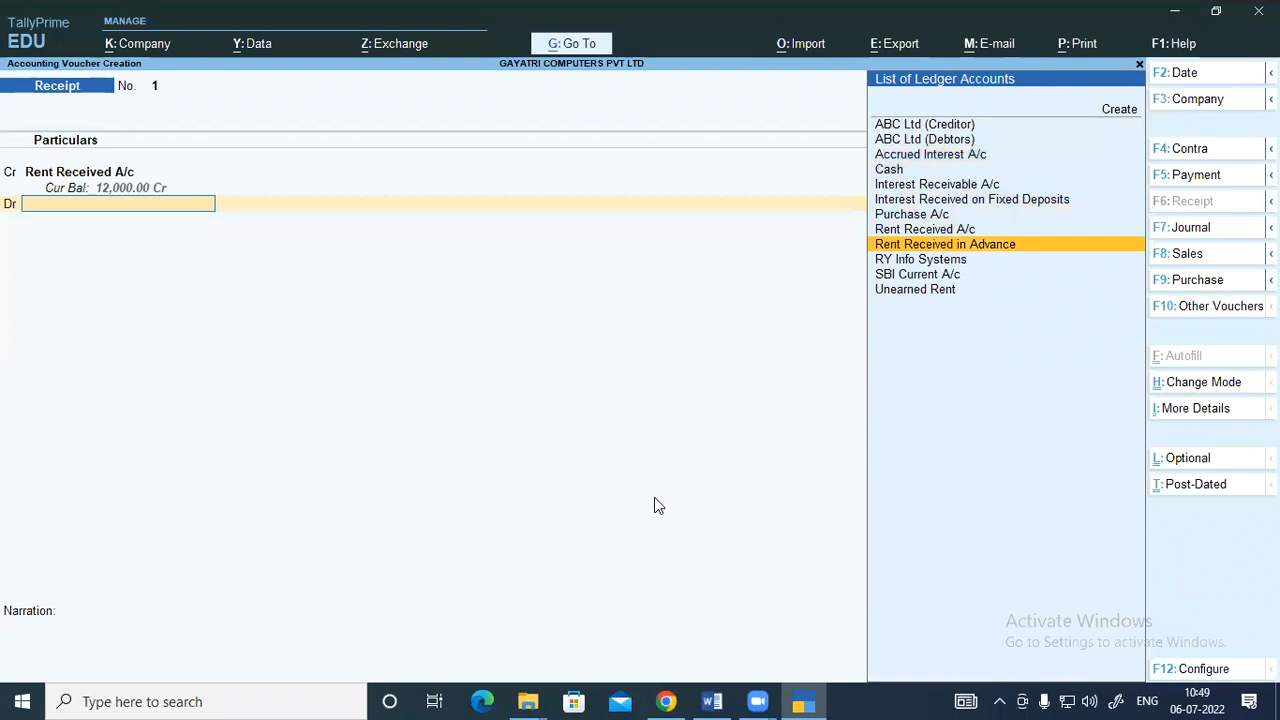 TallyPrime
EDU
MANAGE
K: Company
Y: Data
Z: Exchange
G: Go To
O: Import
E: Export
M: E-mail
P: Print
F1: Help
Accounting Voucher Creation
GAYATRI COMPUTERS PVT LTD
Receipt No. 1
Particulars
Cr Rent Received A/c
Cur Bal: 12,000.00 Cr
Dr
Narration:
List of Ledger Accounts
Create
ABC Ltd (Creditor)
ABC Ltd (Debtors)
Accrued Interest A/c
Cash
Interest Receivable A/c
Interest Received on Fixed Deposits
Purchase A/c
Rent Received A/c
Rent Received in Advance
RY Info Systems
SBI Current A/c
Unearned Rent
F2: Date
F3: Company
F4: Contra
F5: Payment
F6: Receipt
F7: Journal
F8: Sales
F9: Purchase
F10: Other Vouchers
F: Autofill
H: Change Mode
I: More Details
L: Optional
T: Post-Dated
Activate Windows
Go to Settings to activate Windows.
F12: Configure
Type here to search
ENG
10:49
06-07-2022